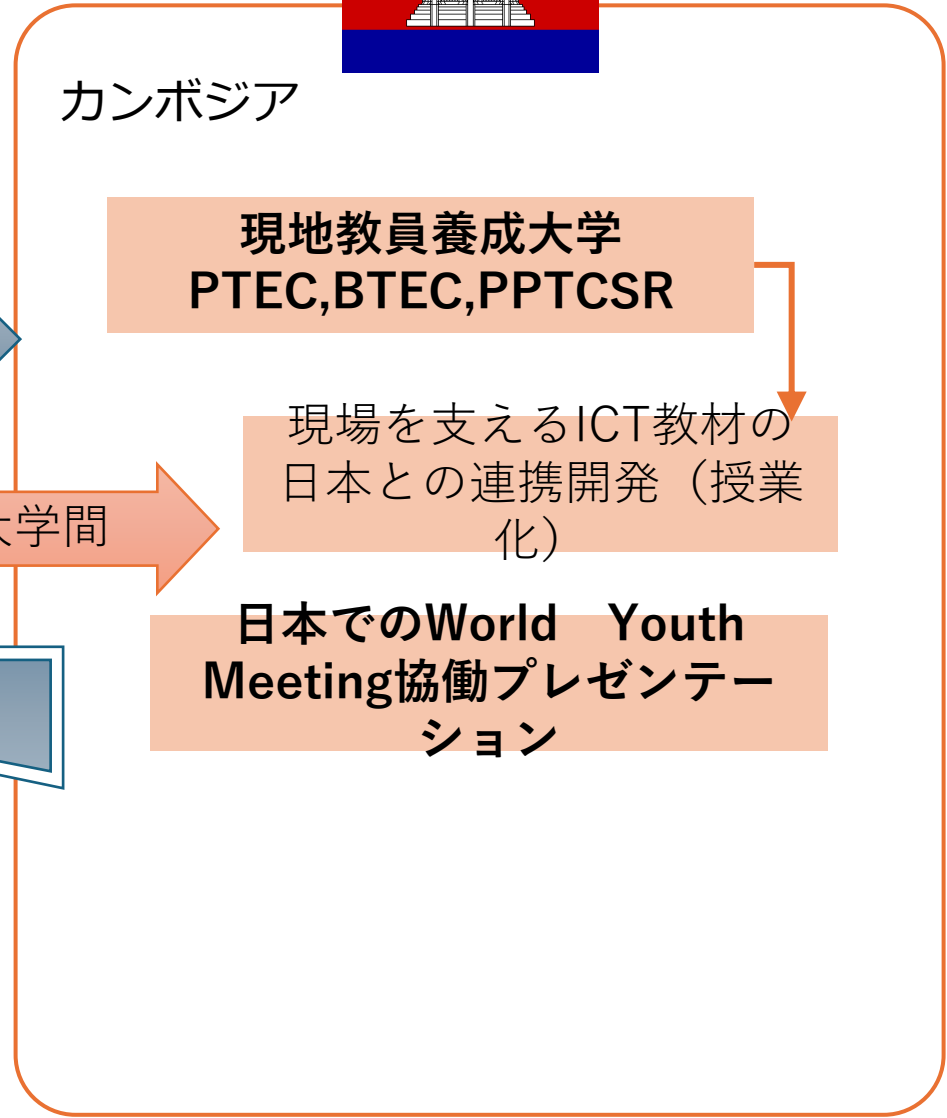 カンボジア
現地教員養成大学
PTEC,BTEC,PPTCSR
現場を支えるICT教材の
日本との連携開発（授業
化）
大学間
日本でのWorld　Youth
Meeting協働プレゼンテー
ション